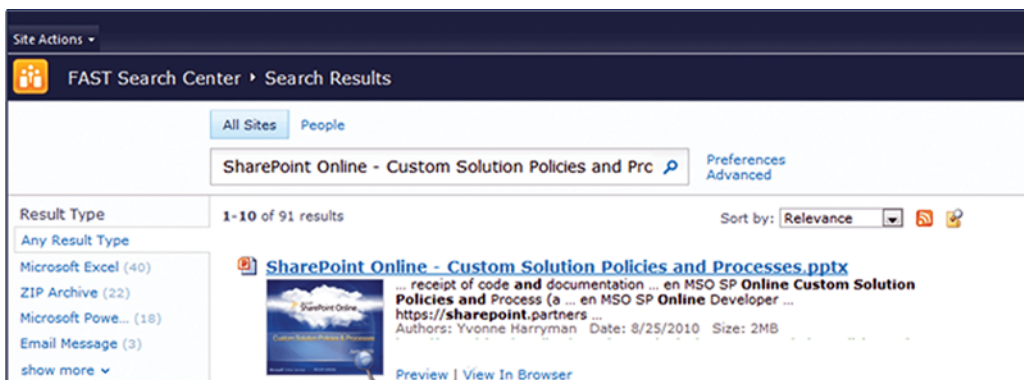 Site Actions
FAST Search Center ▸ Search Results
All Sites People
SharePoint Online - Custom Solution Policies and Prc
Preferences
Advanced
Result Type
Any Result Type
Microsoft Excel (40)
ZIP Archive (22)
Microsoft Powe... (18)
Email Message (3)
show more
1-10 of 91 results
Sort by: Relevance
SharePoint Online - Custom Solution Policies and Processes.pptx
... receipt of code and documentation ... en MSO SP Online Custom Solution
Policies and Process (a ... en MSO SP Online Developer ...
https://sharepoint.partners ...
Authors: Yvonne Harryman Date: 8/25/2010 Size: 2MB
SharePoint Online
Custom Solution Policies & Processes
Preview | View In Browser